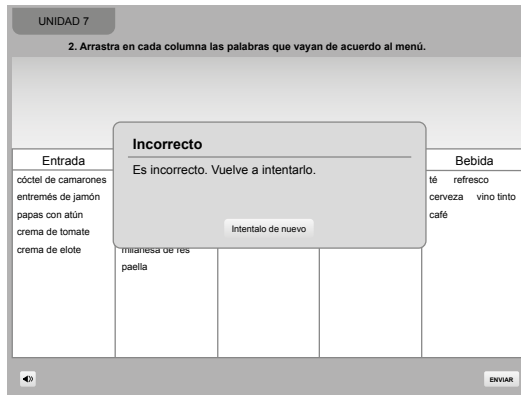 UNIDAD 7
2. Arrastra en cada columna las palabras que vayan de acuerdo al menú.
Incorrecto
Es incorrecto. Vuelve a intentarlo.
Intentalo de nuevo
Entrada
cóctel de camarones
entremés de jamón
papas con atún
crema de tomate
crema de elote
milanesa de res
paella
Bebida
té refresco
cerveza vino tinto
café
ENVIAR